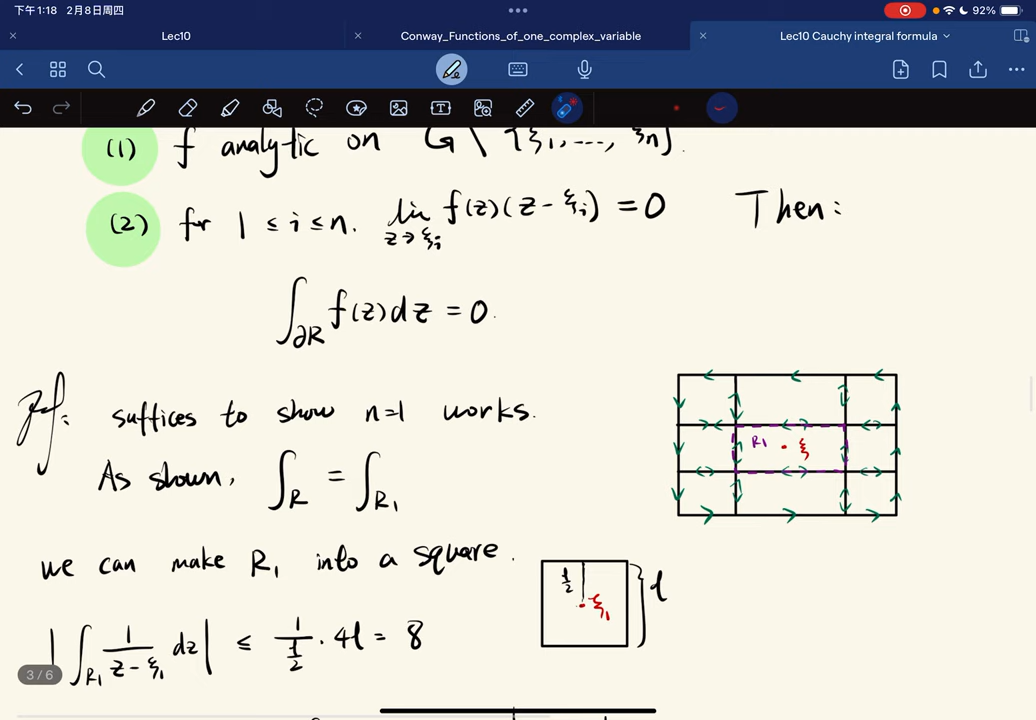 下午1:18 2月8日周四
92%
Lec10
Conway_Functions_of_one_complex_variable
Lec10 Cauchy integral formula
(1) f analytic on G \ {ξ₁, ..., ξn}.
(2) for 1 ≤ i ≤ n. lim_{z→ξᵢ} f(z)(z - ξᵢ) = 0 Then:
∫_{∂R} f(z)dz = 0.
Pf: suffices to show n=1 works.
As shown, ∫_R = ∫_{R₁}
R₁ ξ
we can make R₁ into a square.
l/2 ξ₁ l
|∫_{R₁} 1/(z - ξ₁) dz| ≤ 1/(l/2) · 4l = 8
3 / 6